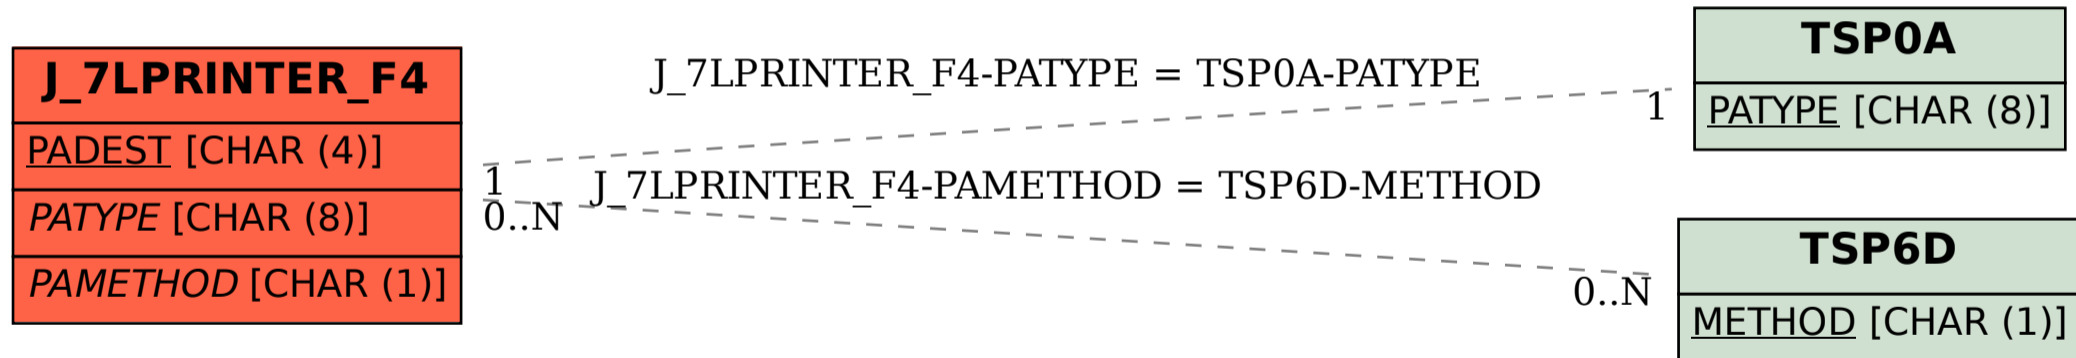 J_7LPRINTER_F4
PADEST [CHAR (4)]
PATYPE [CHAR (8)]
PAMETHOD [CHAR (1)]
J_7LPRINTER_F4-PATYPE = TSP0A-PATYPE
1
1
J_7LPRINTER_F4-PAMETHOD = TSP6D-METHOD
0..N
0..N
TSP0A
PATYPE [CHAR (8)]
TSP6D
METHOD [CHAR (1)]